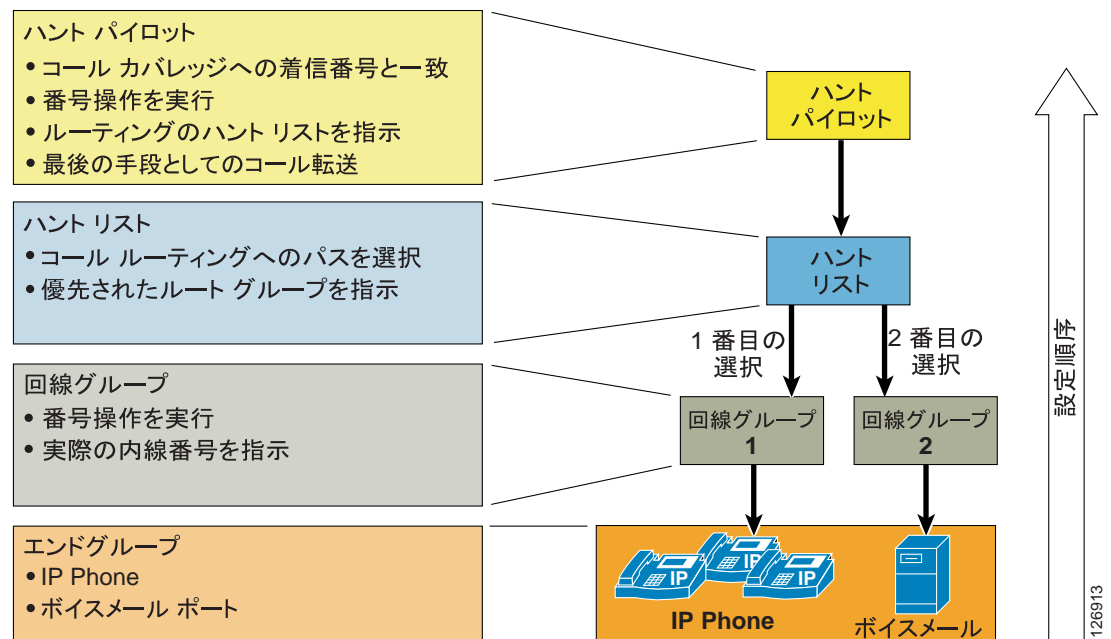 ハント パイロット
• コール カバレッジへの着信番号と一致
• 番号操作を実行
• ルーティングのハント リストを指示
• 最後の手段としてのコール転送
ハント
パイロット
ハント リスト
• コール ルーティングへのパスを選択
• 優先されたルート グループを指示
ハント
リスト
1 番目の
選択
2 番目の
選択
回線グループ
• 番号操作を実行
• 実際の内線番号を指示
回線グループ
1
回線グループ
2
エンドグループ
• IP Phone
• ボイスメール ポート
IP
IP
IP
IP Phone
ボイスメール
設定順序
126913